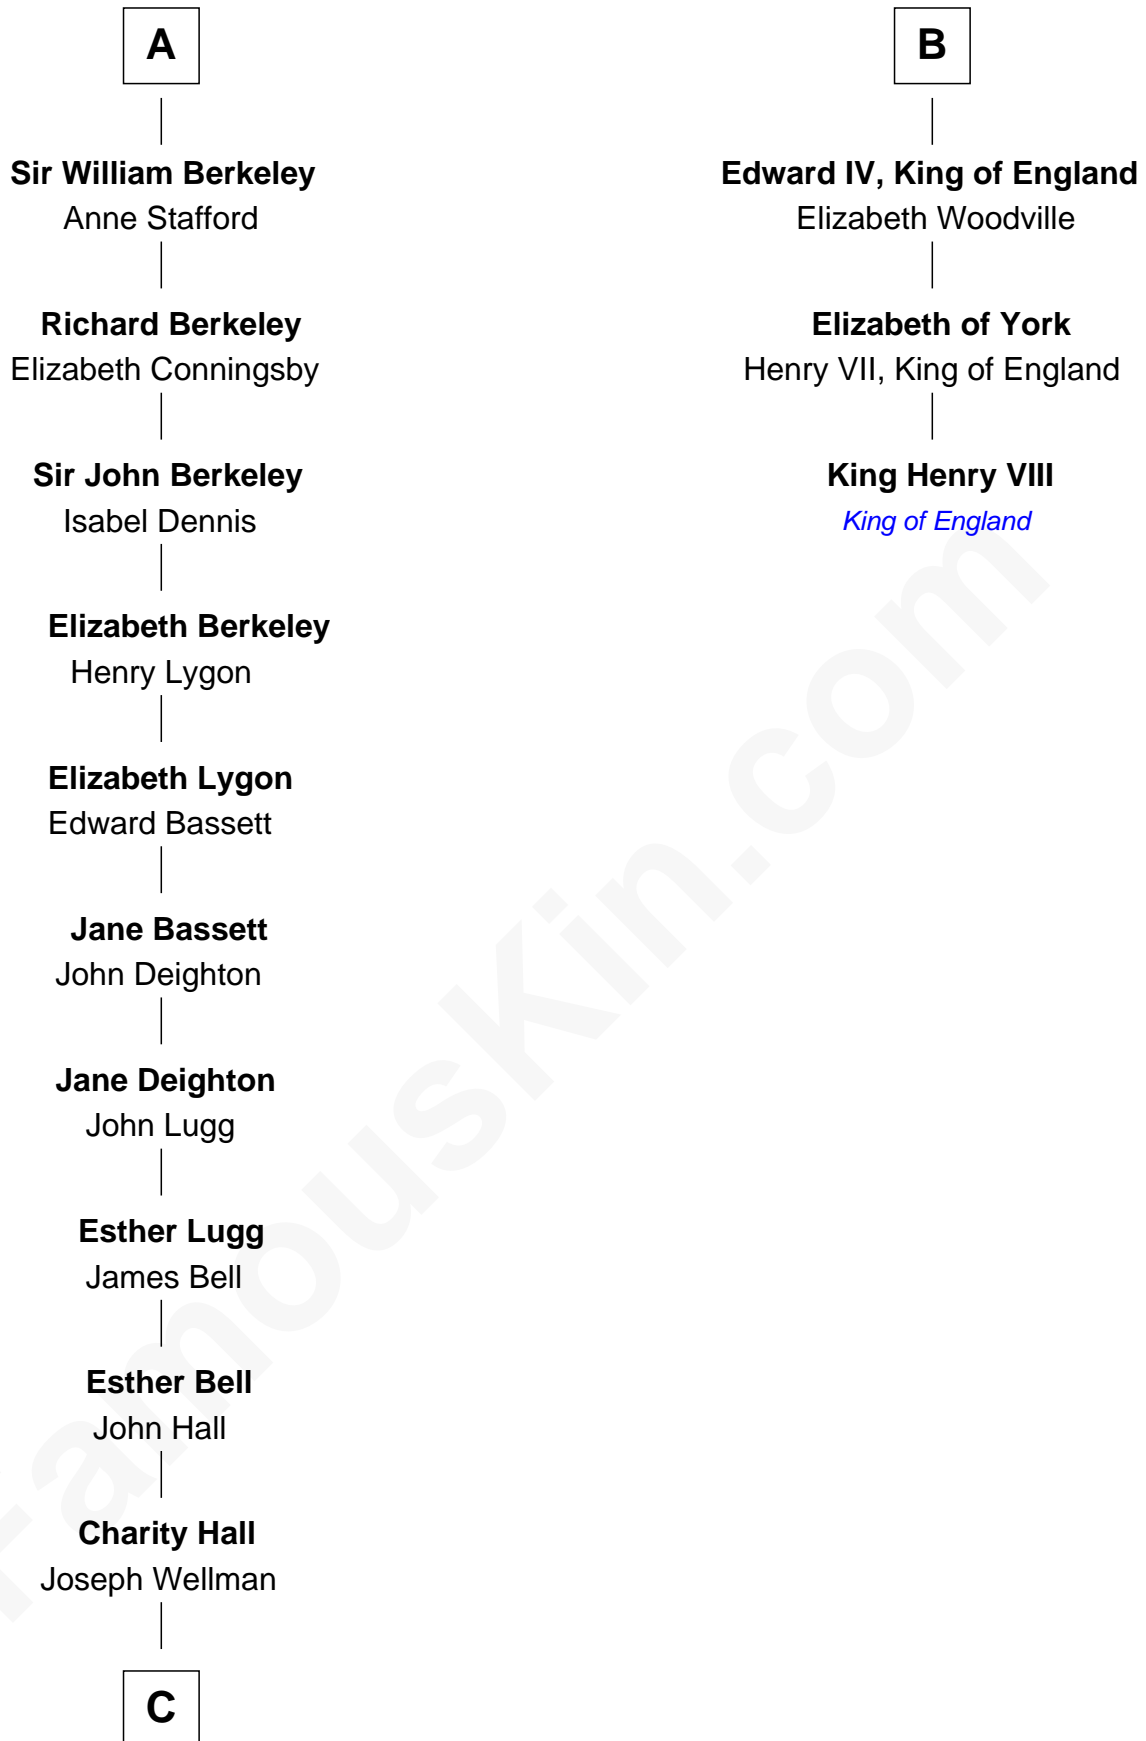 A
Sir William Berkeley
Anne Stafford
Richard Berkeley
Elizabeth Conningsby
Sir John Berkeley
Isabel Dennis
Elizabeth Berkeley
Henry Lygon
Elizabeth Lygon
Edward Bassett
Jane Bassett
John Deighton
Jane Deighton
John Lugg
Esther Lugg
James Bell
Esther Bell
John Hall
Charity Hall
Joseph Wellman
C
B
Edward IV, King of England
Elizabeth Woodville
Elizabeth of York
Henry VII, King of England
King Henry VIII
King of England
FamousKin.com